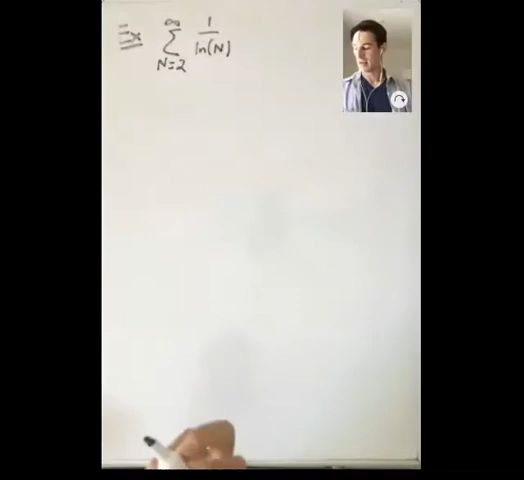 Ex ∞ Σ N=2 1/ln(N)